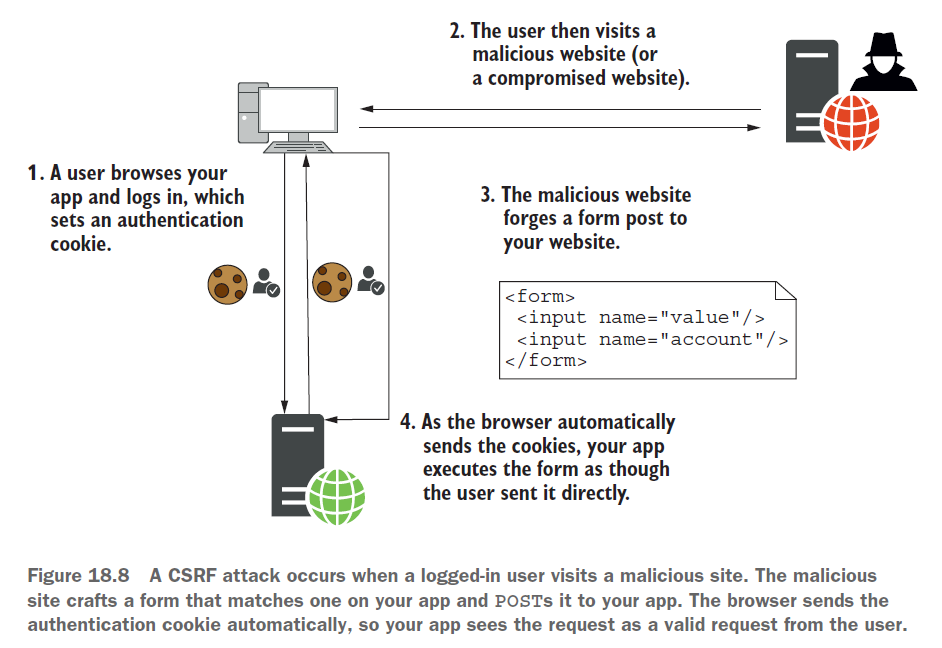 2. The user then visits a
malicious website (or
a compromised website).
1. A user browses your
app and logs in, which
sets an authentication
cookie.
3. The malicious website
forges a form post to
your website.
<form>
<input name="value"/>
<input name="account"/>
</form>
4. As the browser automatically
sends the cookies, your app
executes the form as though
the user sent it directly.
Figure 18.8 A CSRF attack occurs when a logged-in user visits a malicious site. The malicious
site crafts a form that matches one on your app and POSTs it to your app. The browser sends the
authentication cookie automatically, so your app sees the request as a valid request from the user.